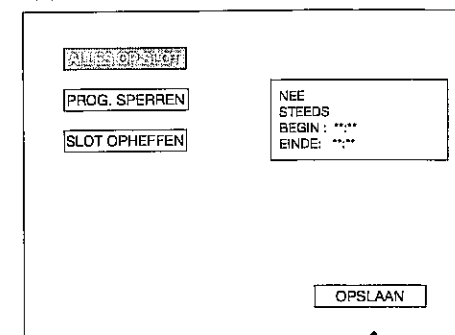 ALLES OP SLOT
PROG. SPERREN
SLOT OPHEFFEN
NEE
STEEDS
BEGIN : **:**
EINDE: **:**
OPSLAAN